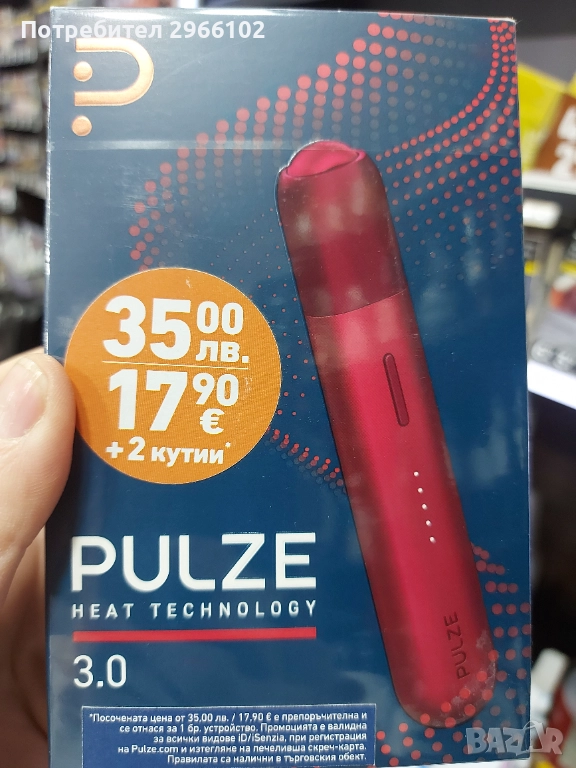 Потребител 2966102
35 00 лв.
17 90 €
+ 2 кутии*
PULZE
HEAT TECHNOLOGY
3.0
PULZE
*Посочената цена от 35.00 лв. / 17,90 € е препоръчителна и
се отнася за 1 бр. устройство. Промоцията е валидна
за всички видове iD/iSenzia, при регистрация
на Pulze.com и изтегляне на печеливша скреч-карта.
Правилата са налични в търговския обект.
BAZAR